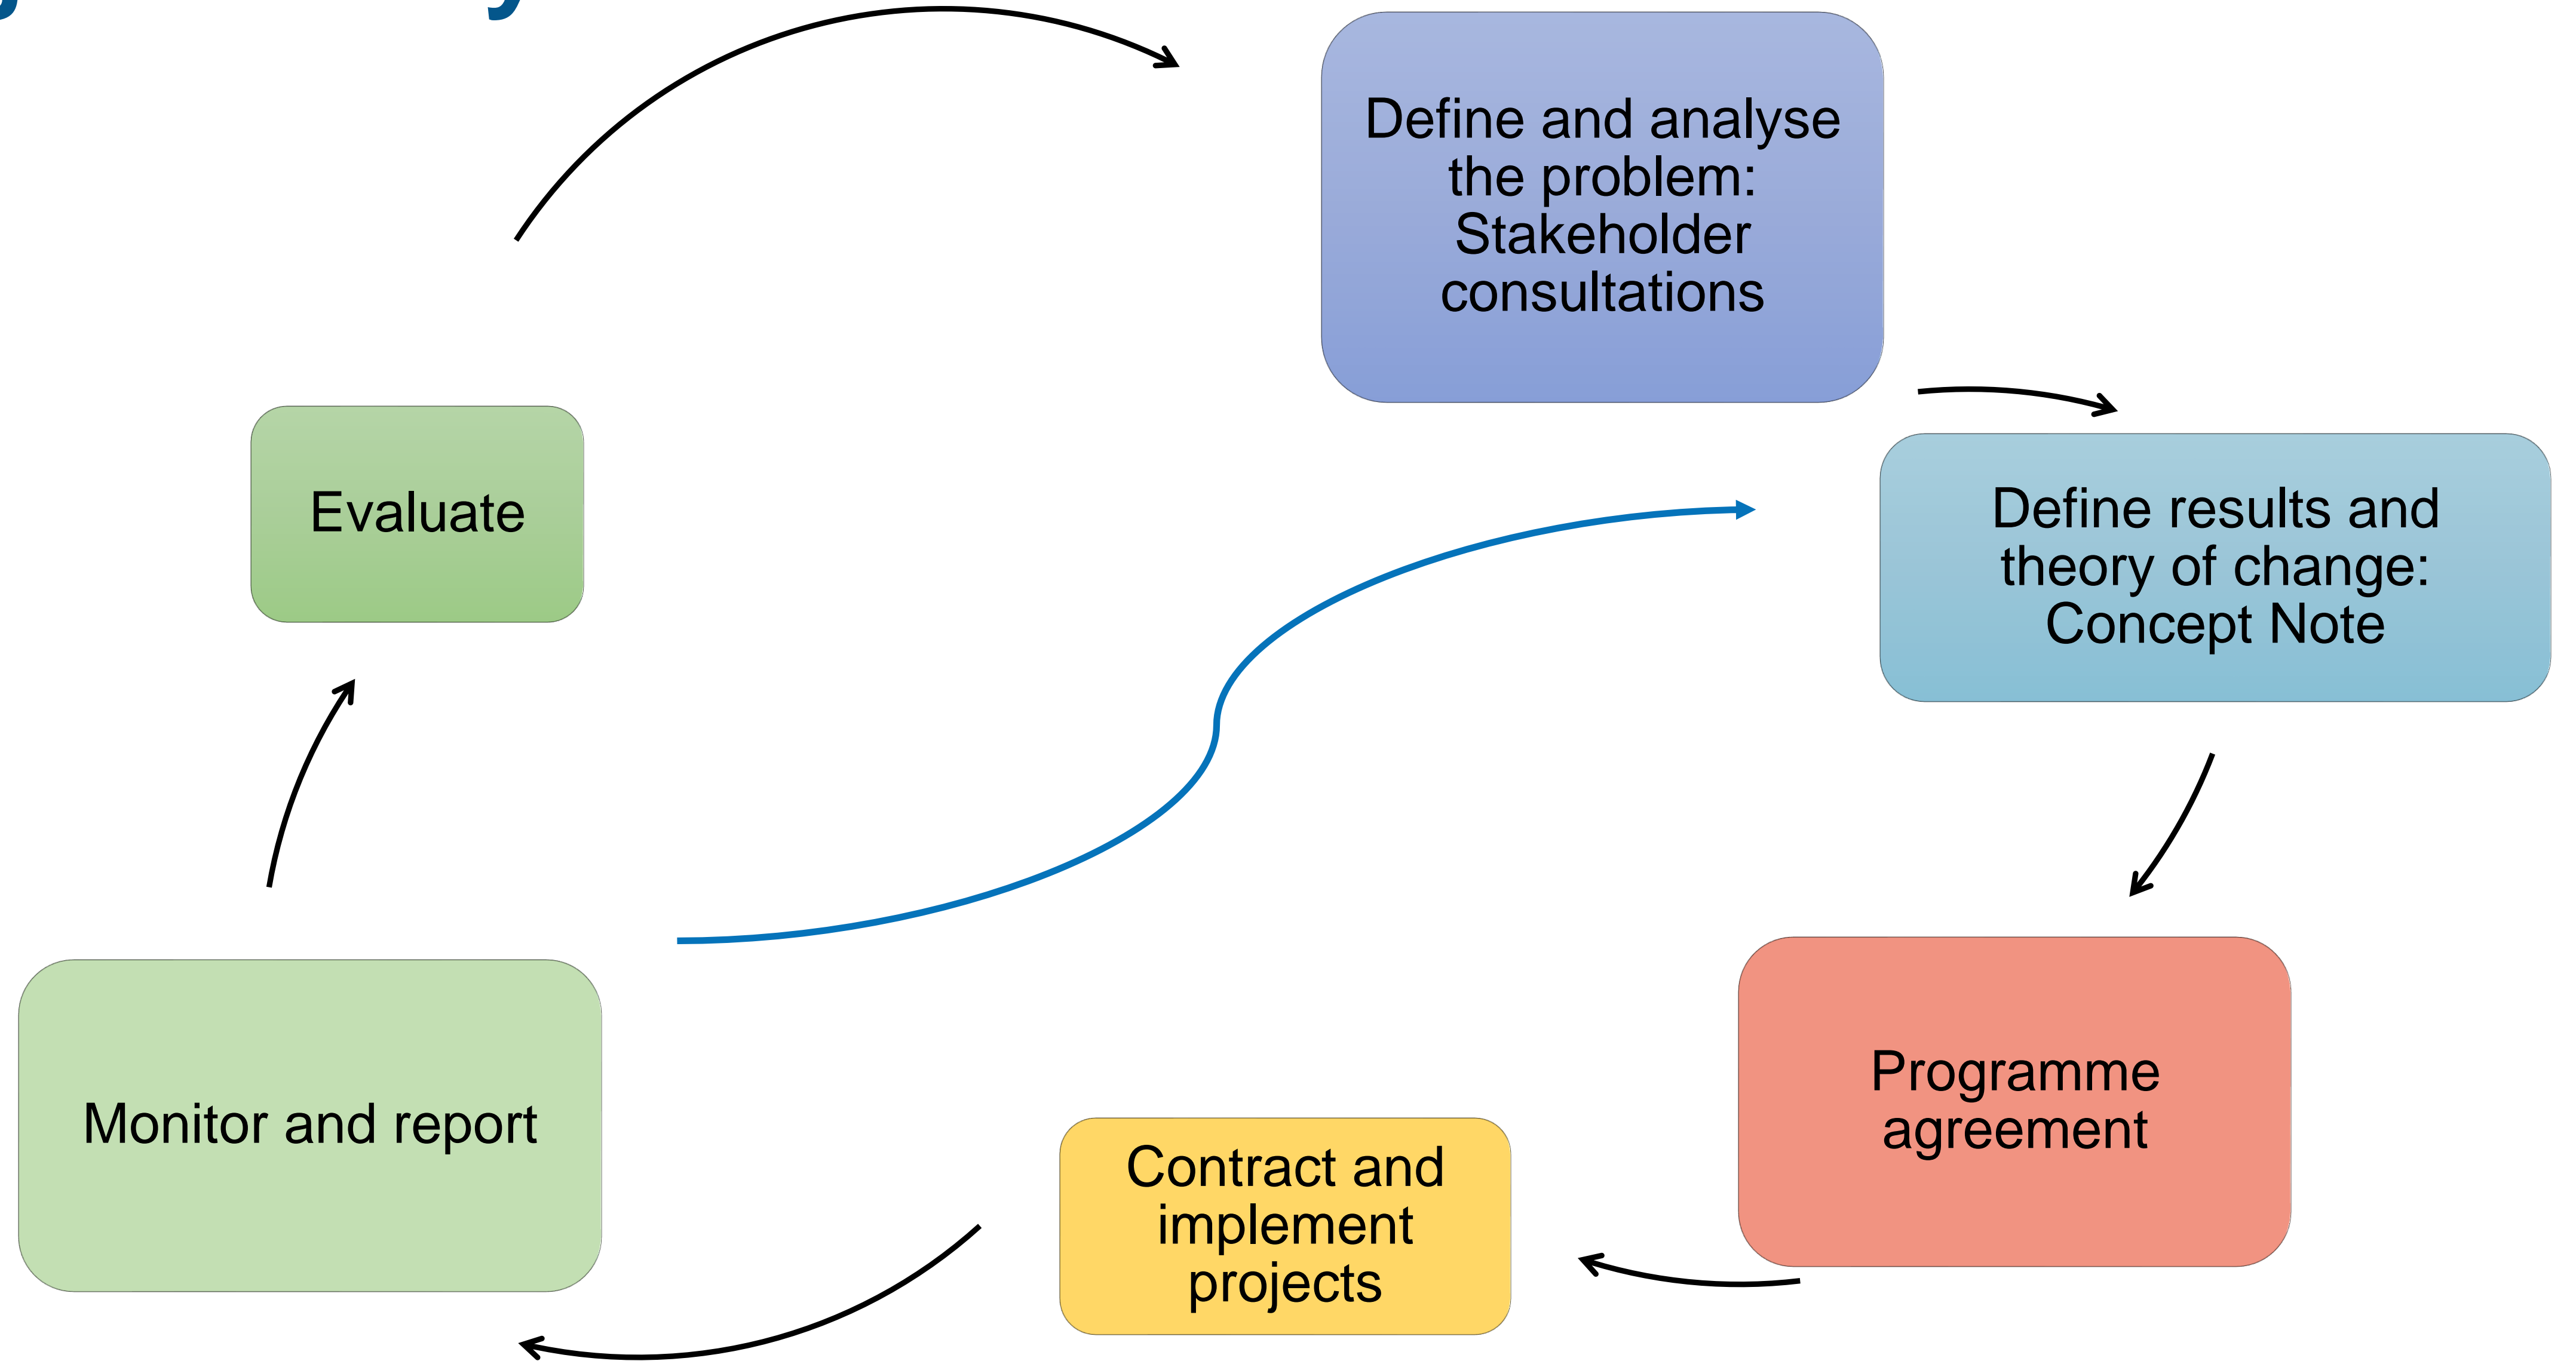 Define and analyse
the problem:
Stakeholder
consultations
Define results and
theory of change:
Concept Note
Programme
agreement
Contract and
implement
projects
Monitor and report
Evaluate